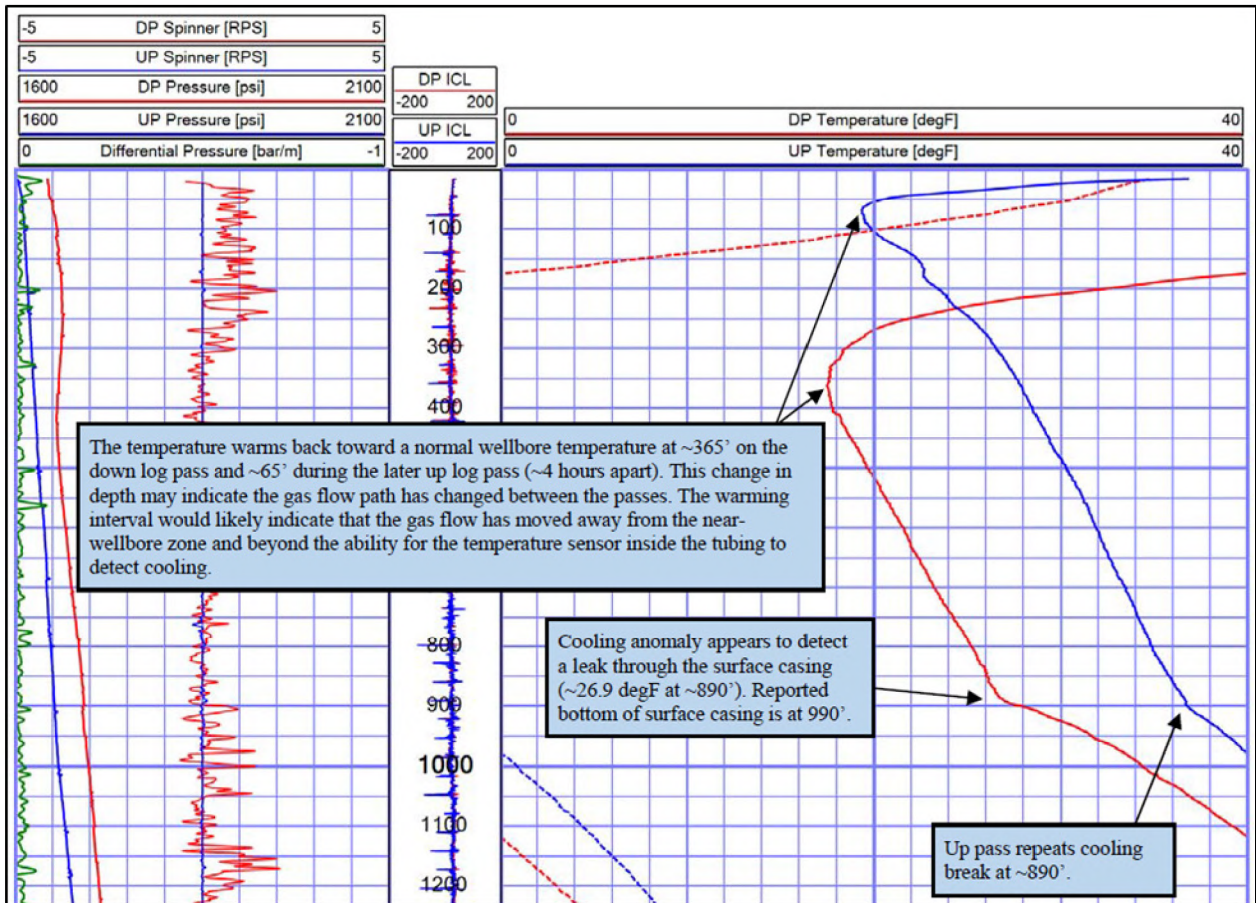 -5 DP Spinner [RPS] 5
-5 UP Spinner [RPS] 5
1600 DP Pressure [psi] 2100
1600 UP Pressure [psi] 2100
0 Differential Pressure [bar/m] -1
DP ICL
-200 200
UP ICL
-200 200
0 DP Temperature [degF] 40
0 UP Temperature [degF] 40
100
200
300
400
The temperature warms back toward a normal wellbore temperature at ~365’ on the
down log pass and ~65’ during the later up log pass (~4 hours apart). This change in
depth may indicate the gas flow path has changed between the passes. The warming
interval would likely indicate that the gas flow has moved away from the near-
wellbore zone and beyond the ability for the temperature sensor inside the tubing to
detect cooling.
Cooling anomaly appears to detect
a leak through the surface casing
(~26.9 degF at ~890’). Reported
bottom of surface casing is at 990’.
800
900
1000
1100
1200
Up pass repeats cooling
break at ~890’.